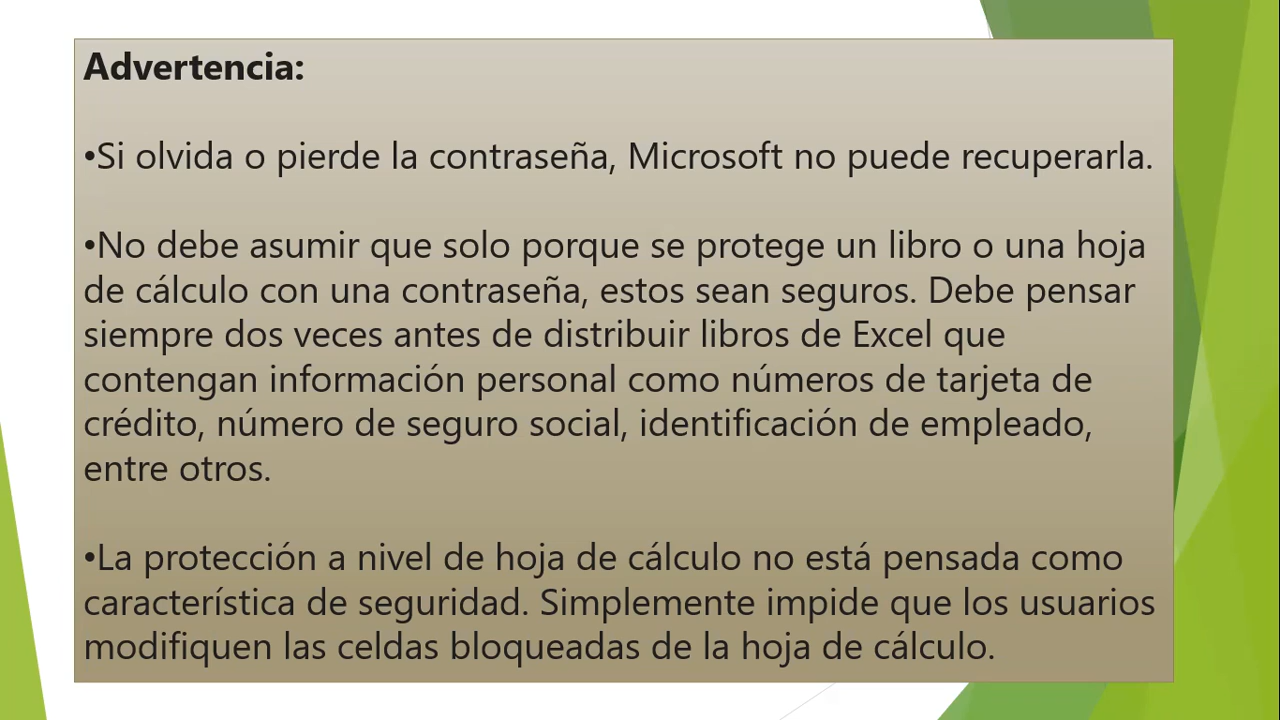 Advertencia:
•Si olvida o pierde la contraseña, Microsoft no puede recuperarla.
•No debe asumir que solo porque se protege un libro o una hoja
de cálculo con una contraseña, estos sean seguros. Debe pensar
siempre dos veces antes de distribuir libros de Excel que
contengan información personal como números de tarjeta de
crédito, número de seguro social, identificación de empleado,
entre otros.
•La protección a nivel de hoja de cálculo no está pensada como
característica de seguridad. Simplemente impide que los usuarios
modifiquen las celdas bloqueadas de la hoja de cálculo.